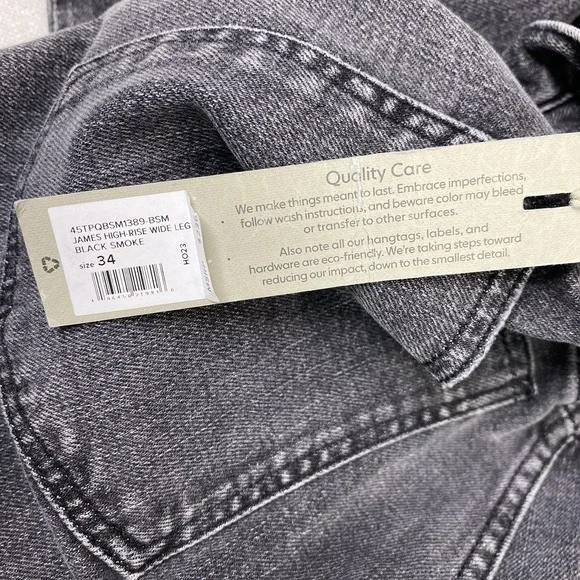 45TPQBSM1389-BSM
JAMES HIGH-RISE WIDE LEG
BLACK SMOKE
size 34
HO23
Quality Care
We make things meant to last. Embrace imperfections,
follow wash instructions, and beware color may bleed
or transfer to other surfaces.
Also note all our hangtags, labels, and
hardware are eco-friendly. We're taking steps toward
reducing our impact, down to the smallest detail.